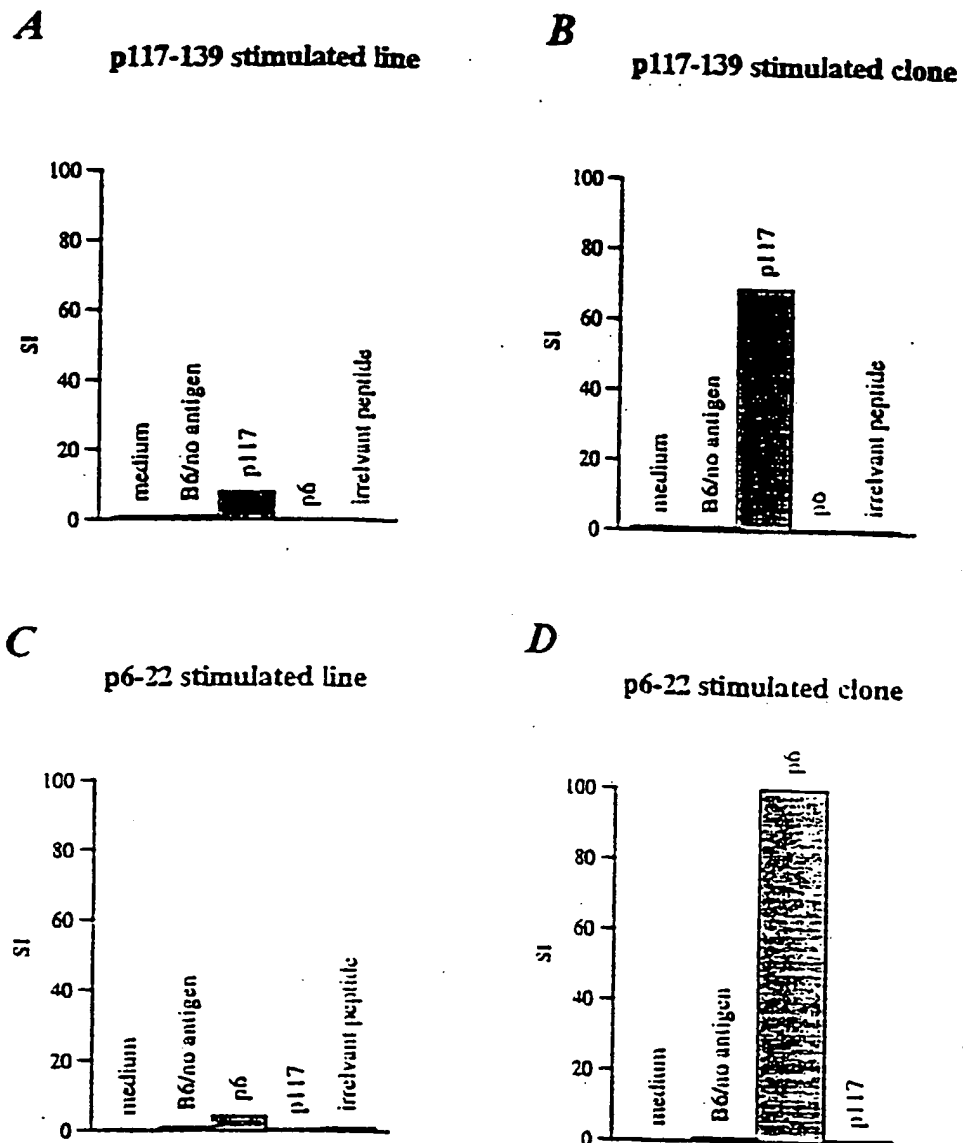 A
p117-139 stimulated line
100
80
60
40
20
0
SI
medium
B6/no antigen
p117
p6
irrelvant peptide
B
p117-139 stimulated clone
100
80
60
40
20
0
SI
medium
B6/no antigen
p117
p6
irrelvant peptide
C
p6-22 stimulated line
100
80
60
40
20
0
SI
medium
B6/no antigen
p6
p117
irrelvant peptide
D
p6-22 stimulated clone
100
80
60
40
20
0
SI
medium
B6/no antigen
p6
p117